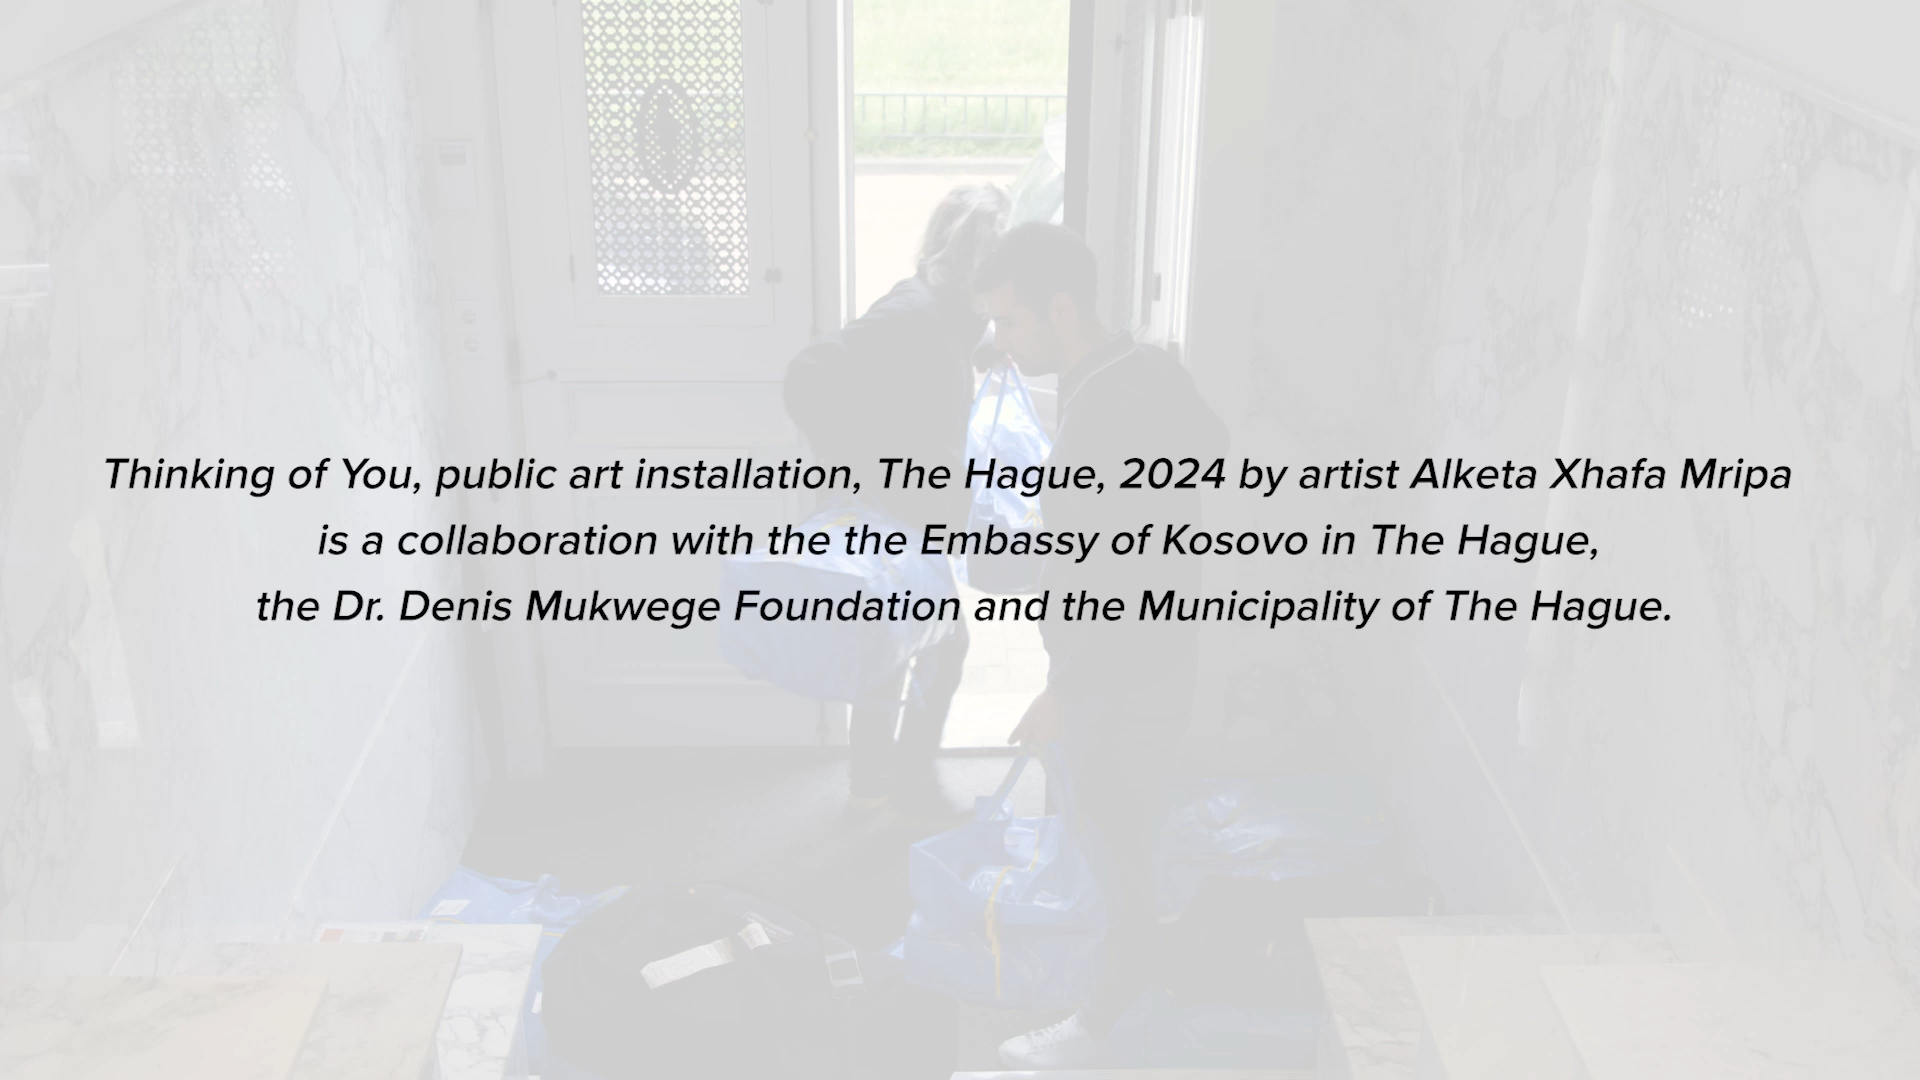 Thinking of You, public art installation, The Hague, 2024 by artist Alketa Xhafa Mripa
is a collaboration with the the Embassy of Kosovo in The Hague,
the Dr. Denis Mukwege Foundation and the Municipality of The Hague.